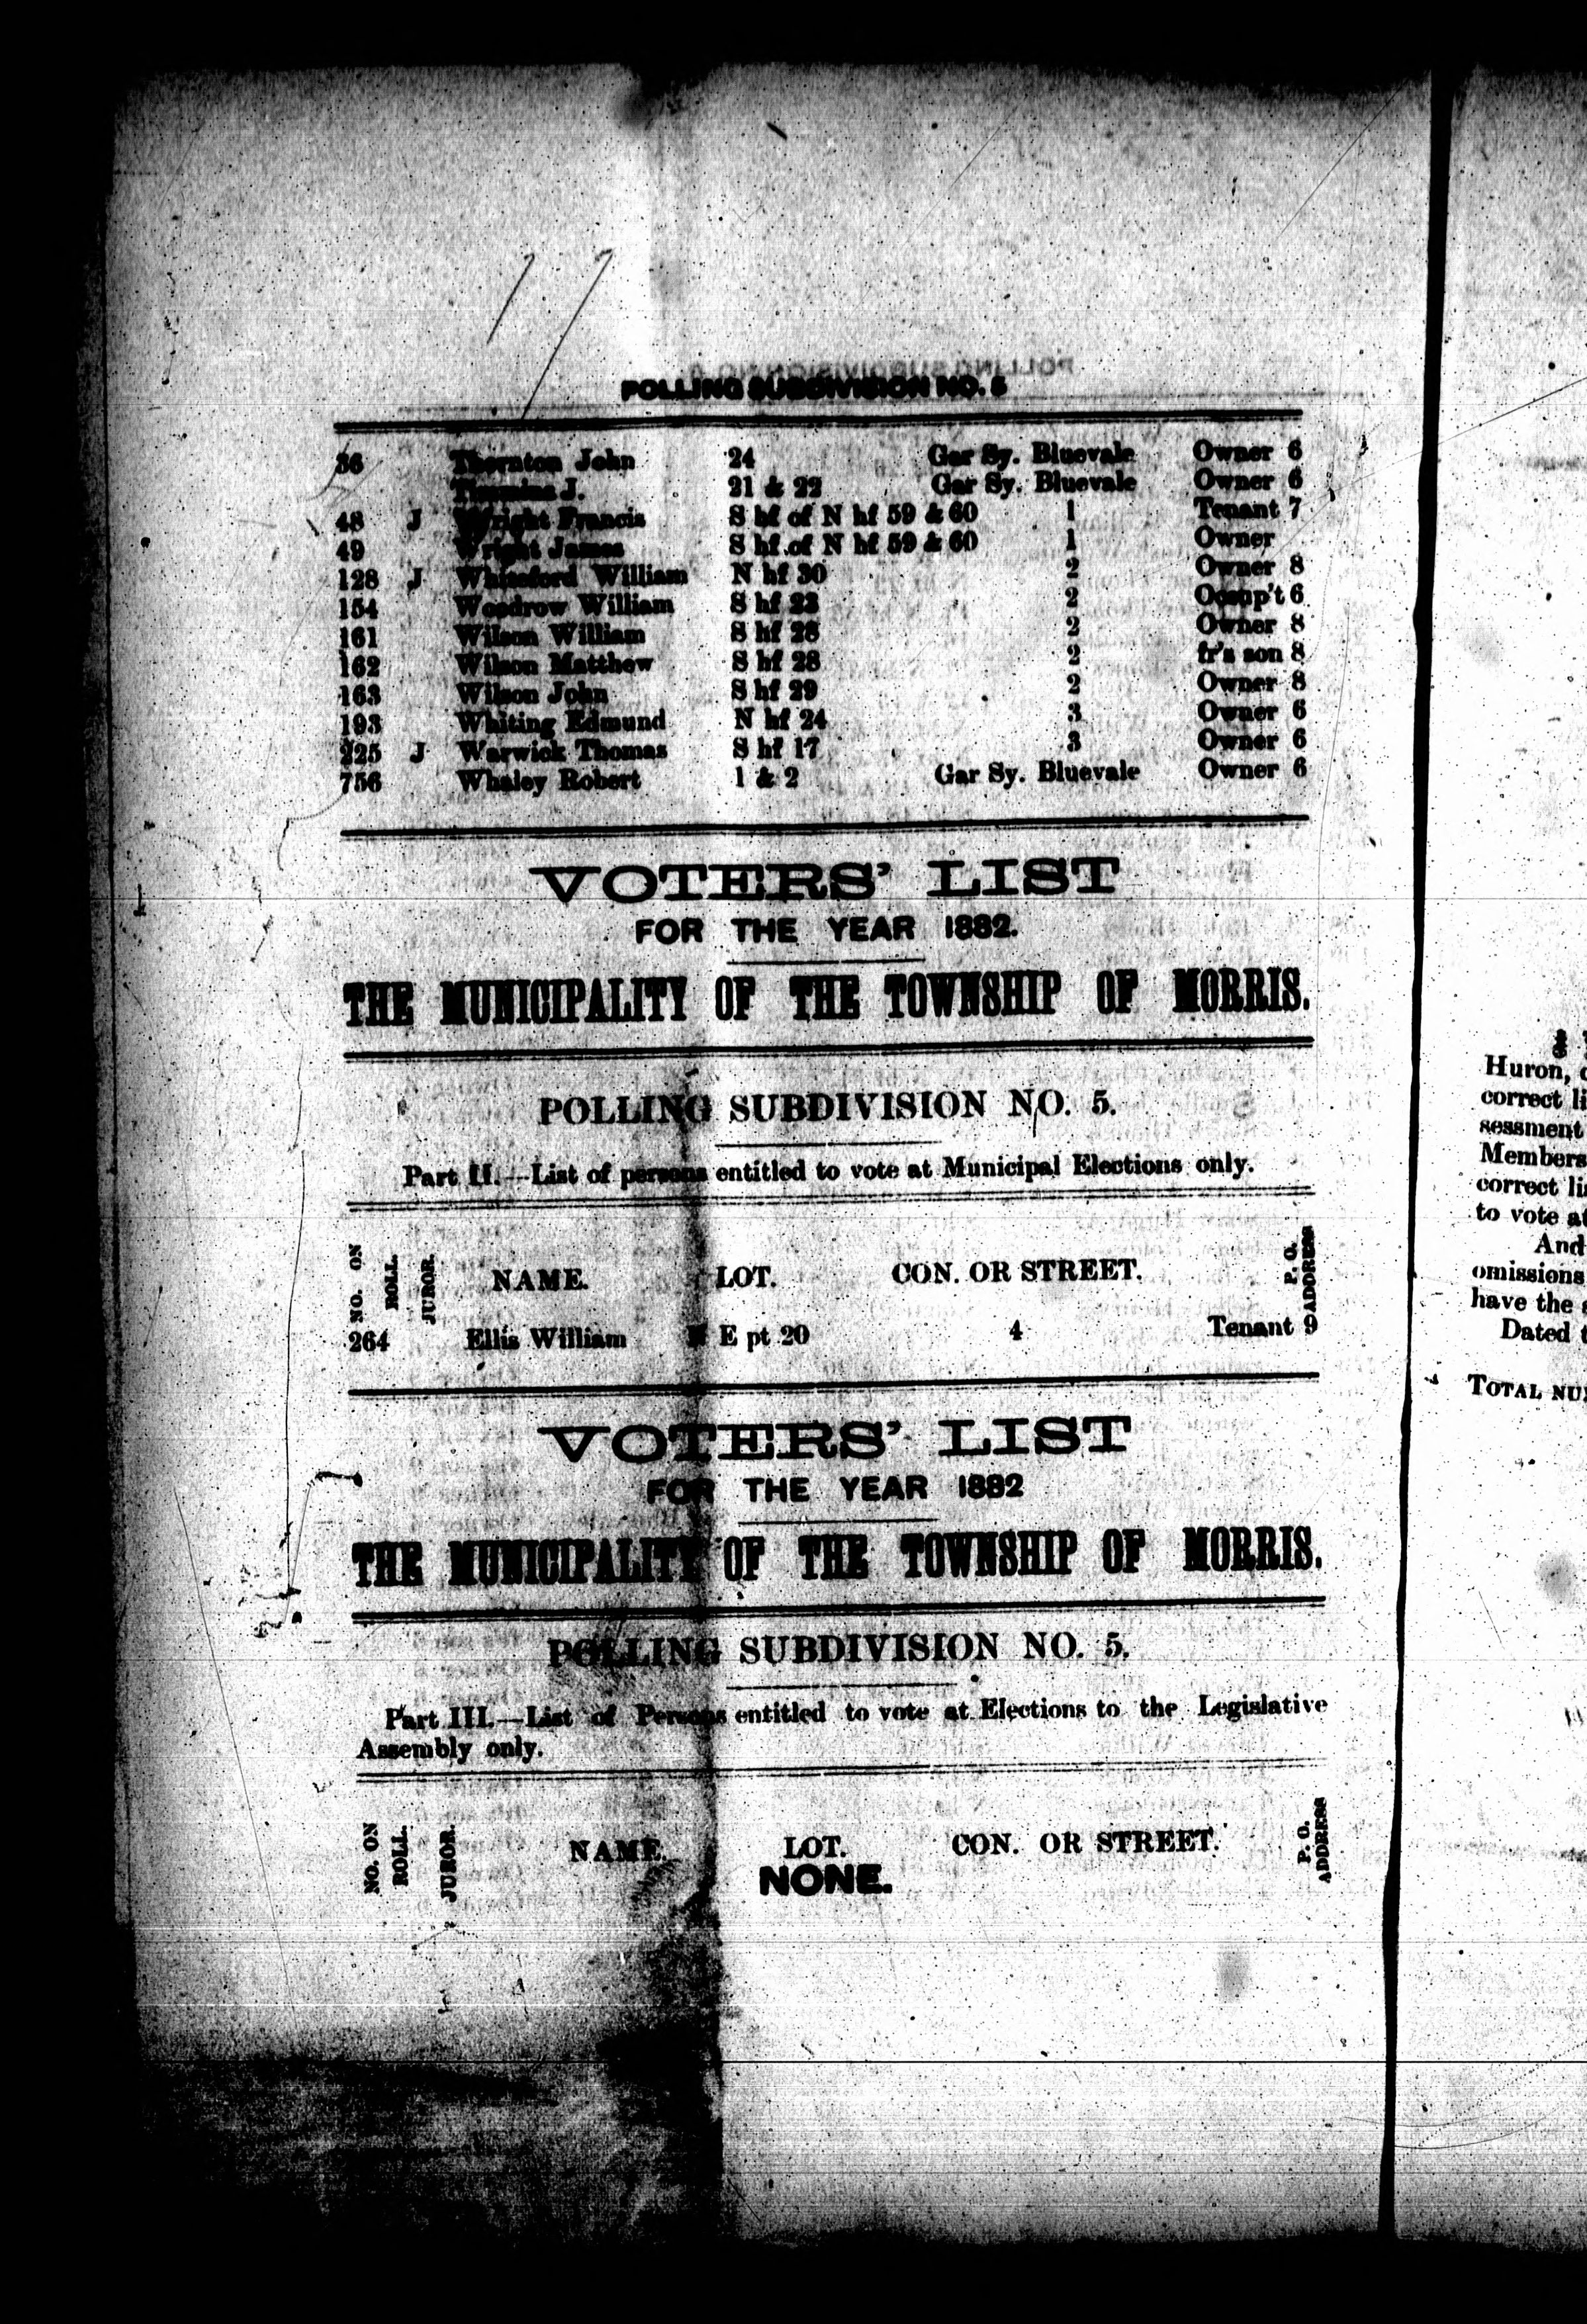 POLLING SUBDIVISION NO. 5
36 Thornton John 24 Gar Sy. Bluevale Owner 6
J. 21 & 22 Gar Sy. Bluevale Owner 6
48 J Wright Francis S hf of N hf 59 & 60 1 Tenant 7
49 Wright James S hf of N hf 59 & 60 1 Owner
128 J Whiteford William N hf 30 2 Owner 8
154 Woodrow William S hf 23 2 Occup't 6
161 Wilson William S hf 28 2 Owner 8
162 Wilson Matthew S hf 28 2 fr's son 8
163 Wilson John S hf 29 2 Owner 8
193 Whiting Edmund N hf 24 3 Owner 6
225 J Warwick Thomas S hf 17 3 Owner 6
756 Whaley Robert 1 & 2 Gar Sy. Bluevale Owner 6
VOTERS' LIST
FOR THE YEAR 1882.
THE MUNICIPALITY OF THE TOWNSHIP OF MORRIS.
POLLING SUBDIVISION NO. 5.
Part II.—List of persons entitled to vote at Municipal Elections only.
NO. ON ROLL. JUROR. NAME. LOT. CON. OR STREET. P. O. ADDRESS
264 Ellis William E pt 20 4 Tenant 9
VOTERS' LIST
FOR THE YEAR 1882
THE MUNICIPALITY OF THE TOWNSHIP OF MORRIS.
POLLING SUBDIVISION NO. 5.
Part III.—List of Persons entitled to vote at Elections to the Legislative
Assembly only.
NO. ON ROLL. JUROR. NAME. LOT. CON. OR STREET. P. O. ADDRESS
NONE.
Huron,
correct
sessment
Members
correct
to vote
And
omissions
have the
Dated
TOTAL